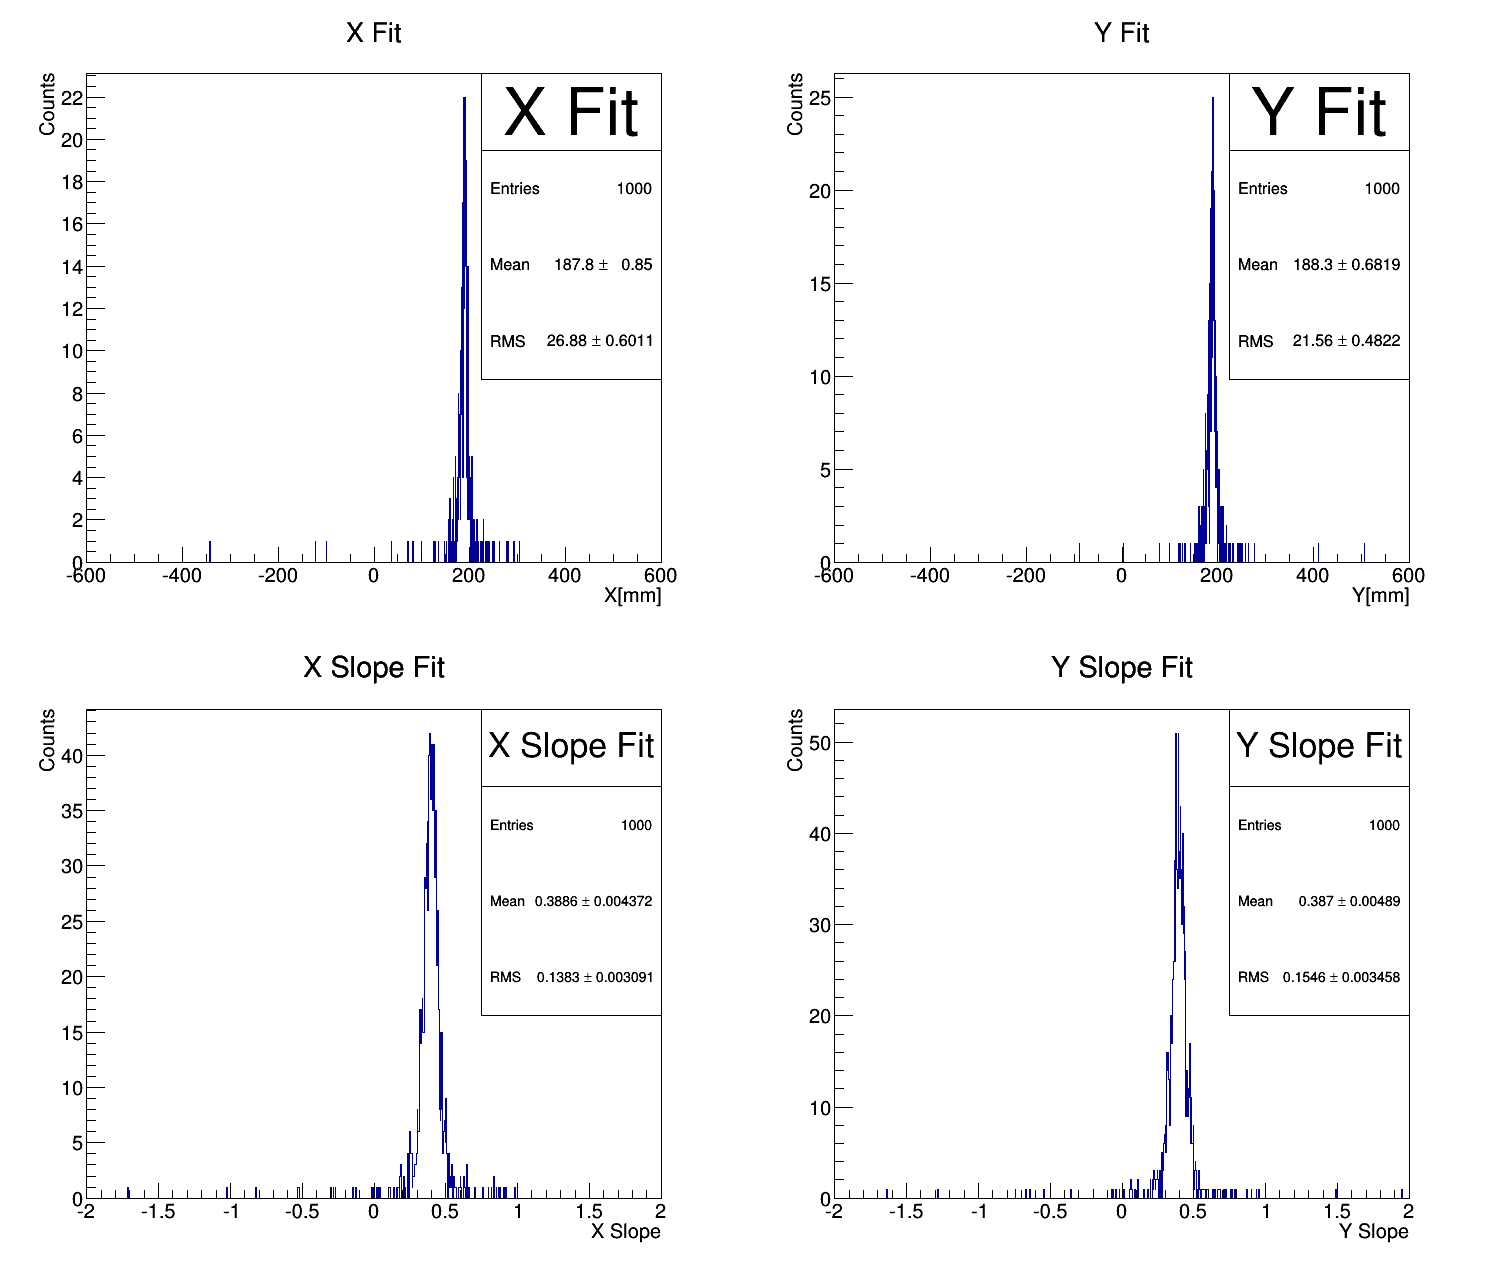 X Fit
Counts
22
20
18
16
14
12
10
8
6
4
2
0
-600 -400 -200 0 200 400 600
X[mm]
X Fit
Entries 1000
Mean 187.8 ± 0.85
RMS 26.88 ± 0.6011
Y Fit
Counts
25
20
15
10
5
0
-600 -400 -200 0 200 400 600
Y[mm]
Y Fit
Entries 1000
Mean 188.3 ± 0.6819
RMS 21.56 ± 0.4822
X Slope Fit
Counts
40
35
30
25
20
15
10
5
0
-2 -1.5 -1 -0.5 0 0.5 1 1.5 2
X Slope
X Slope Fit
Entries 1000
Mean 0.3886 ± 0.004372
RMS 0.1383 ± 0.003091
Y Slope Fit
Counts
50
40
30
20
10
0
-2 -1.5 -1 -0.5 0 0.5 1 1.5 2
Y Slope
Y Slope Fit
Entries 1000
Mean 0.387 ± 0.00489
RMS 0.1546 ± 0.003458